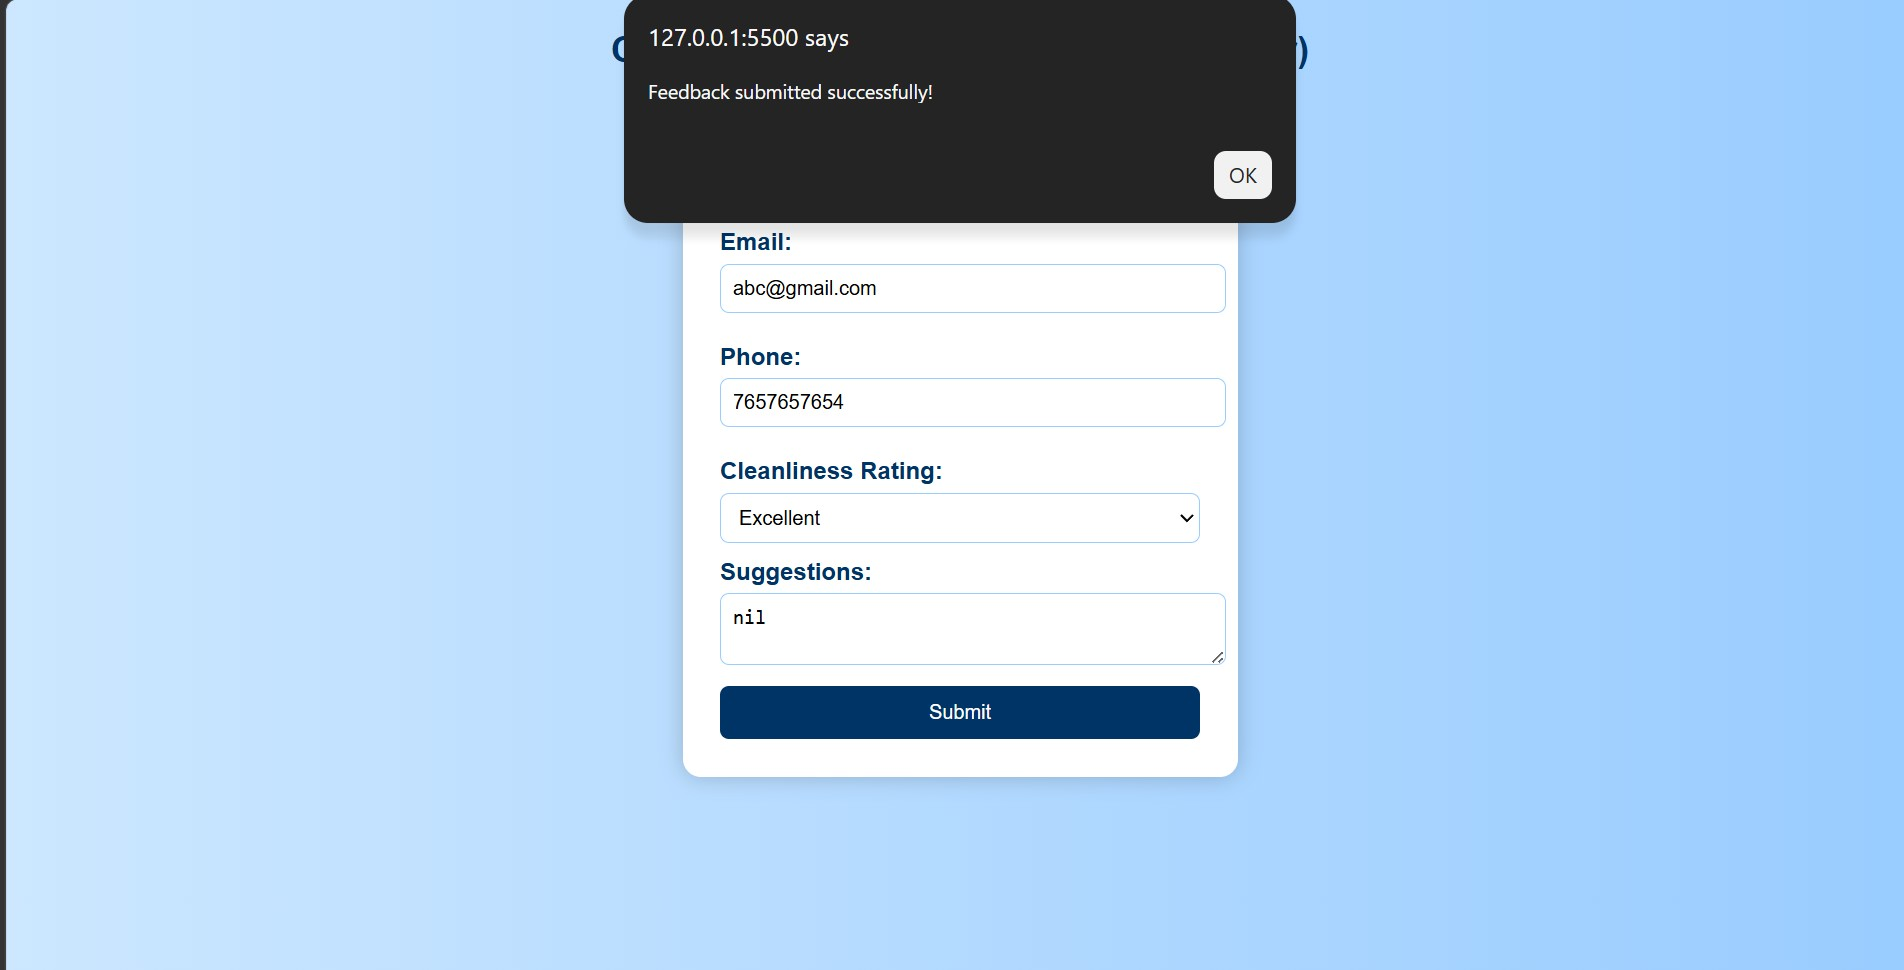 127.0.0.1:5500 says
Feedback submitted successfully!
OK
Email:
abc@gmail.com
Phone:
7657657654
Cleanliness Rating:
Excellent
Suggestions:
nil
Submit